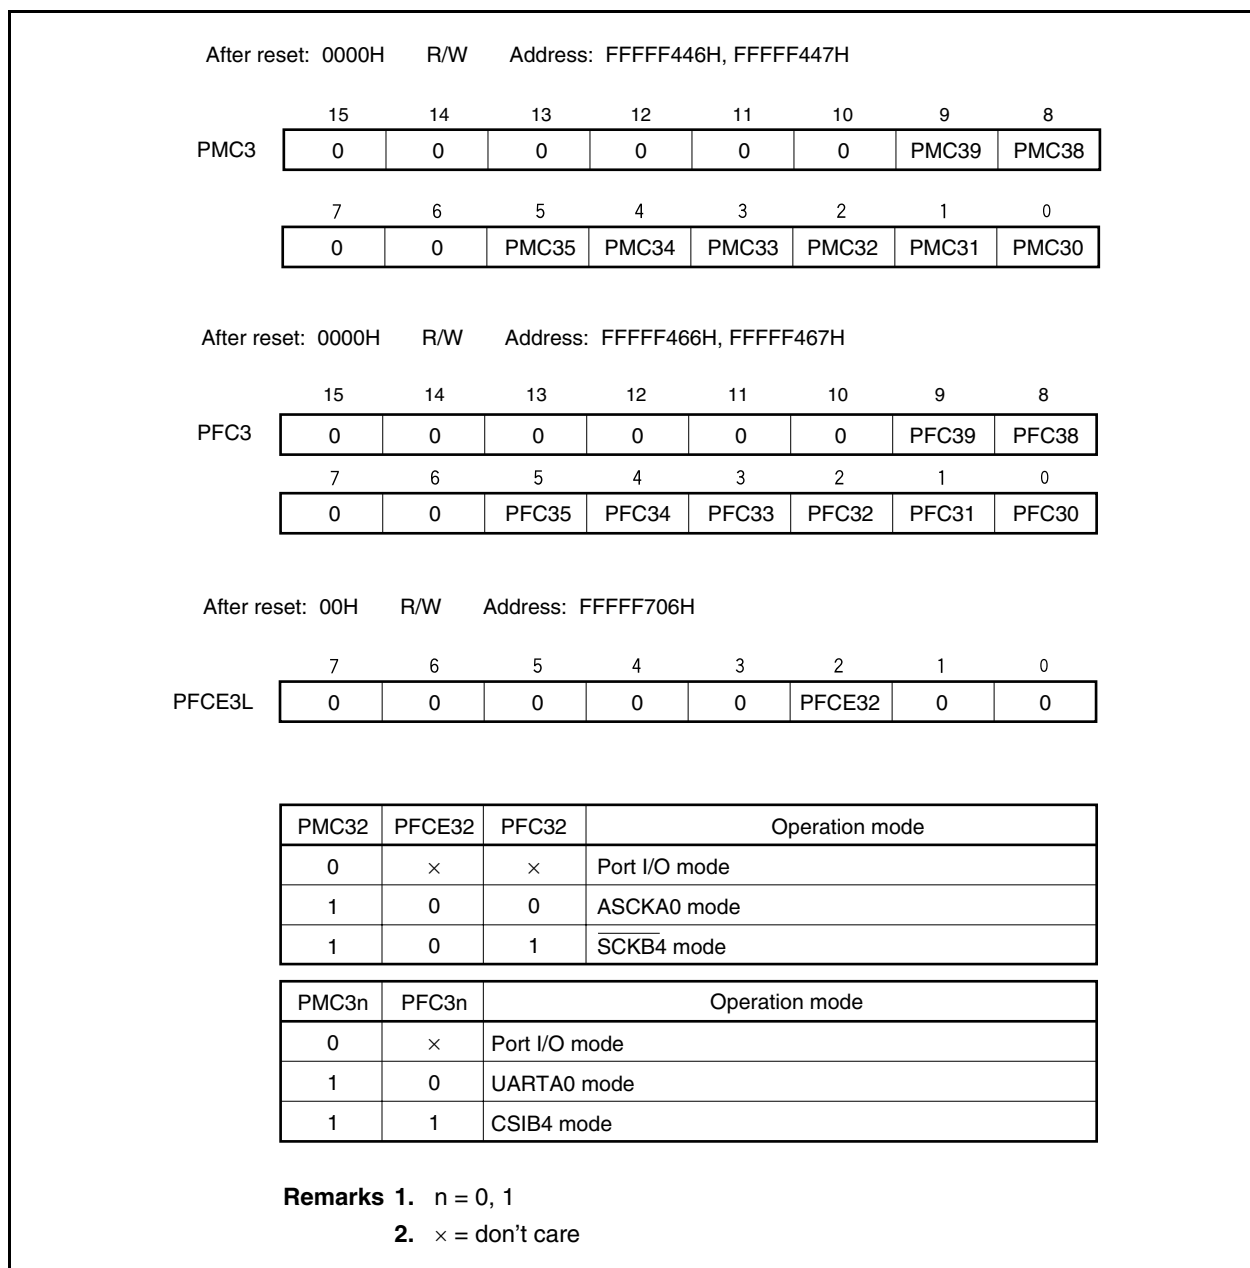 After reset: 0000H R/W Address: FFFFF446H, FFFFF447H
15 14 13 12 11 10 9 8
PMC3 0 0 0 0 0 0 PMC39 PMC38
7 6 5 4 3 2 1 0
0 0 PMC35 PMC34 PMC33 PMC32 PMC31 PMC30
After reset: 0000H R/W Address: FFFFF466H, FFFFF467H
15 14 13 12 11 10 9 8
PFC3 0 0 0 0 0 0 PFC39 PFC38
7 6 5 4 3 2 1 0
0 0 PFC35 PFC34 PFC33 PFC32 PFC31 PFC30
After reset: 00H R/W Address: FFFFF706H
7 6 5 4 3 2 1 0
PFCE3L 0 0 0 0 0 PFCE32 0 0
PMC32 PFCE32 PFC32 Operation mode
0 × × Port I/O mode
1 0 0 ASCKA0 mode
1 0 1 SCKB4 mode
PMC3n PFC3n Operation mode
0 × Port I/O mode
1 0 UARTA0 mode
1 1 CSIB4 mode
Remarks 1. n = 0, 1
2. × = don't care